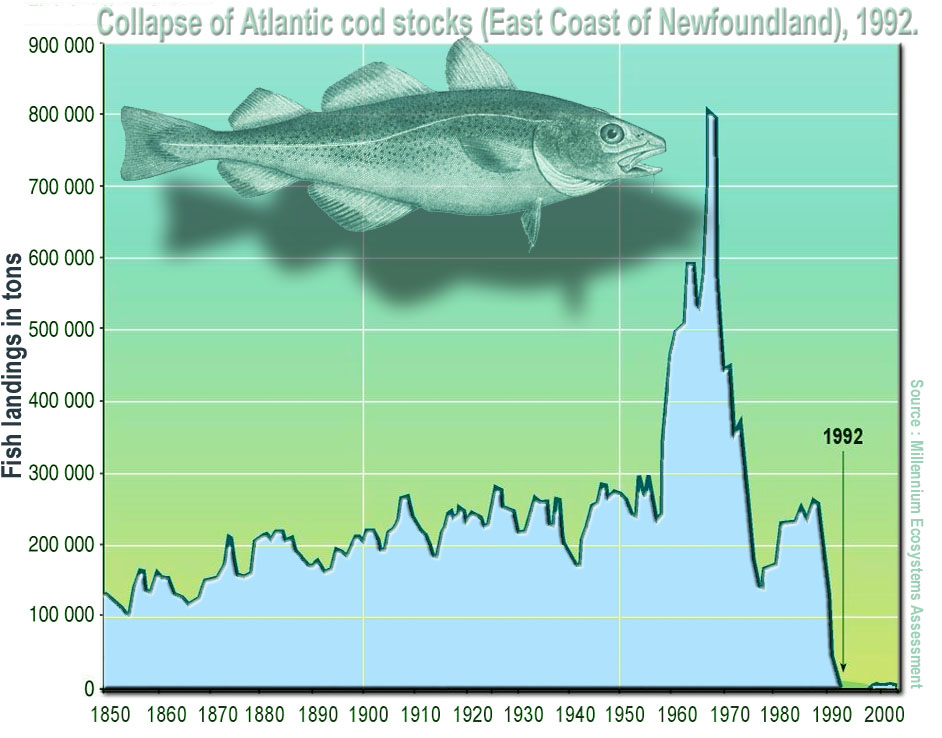 Collapse of Atlantic cod stocks (East Coast of Newfoundland), 1992.
Fish landings in tons
900 000
800 000
700 000
600 000
500 000
400 000
300 000
200 000
100 000
0
1992
Source : Millennium Ecosystems Assessment
1850 1860 1870 1880 1890 1900 1910 1920 1930 1940 1950 1960 1970 1980 1990 2000